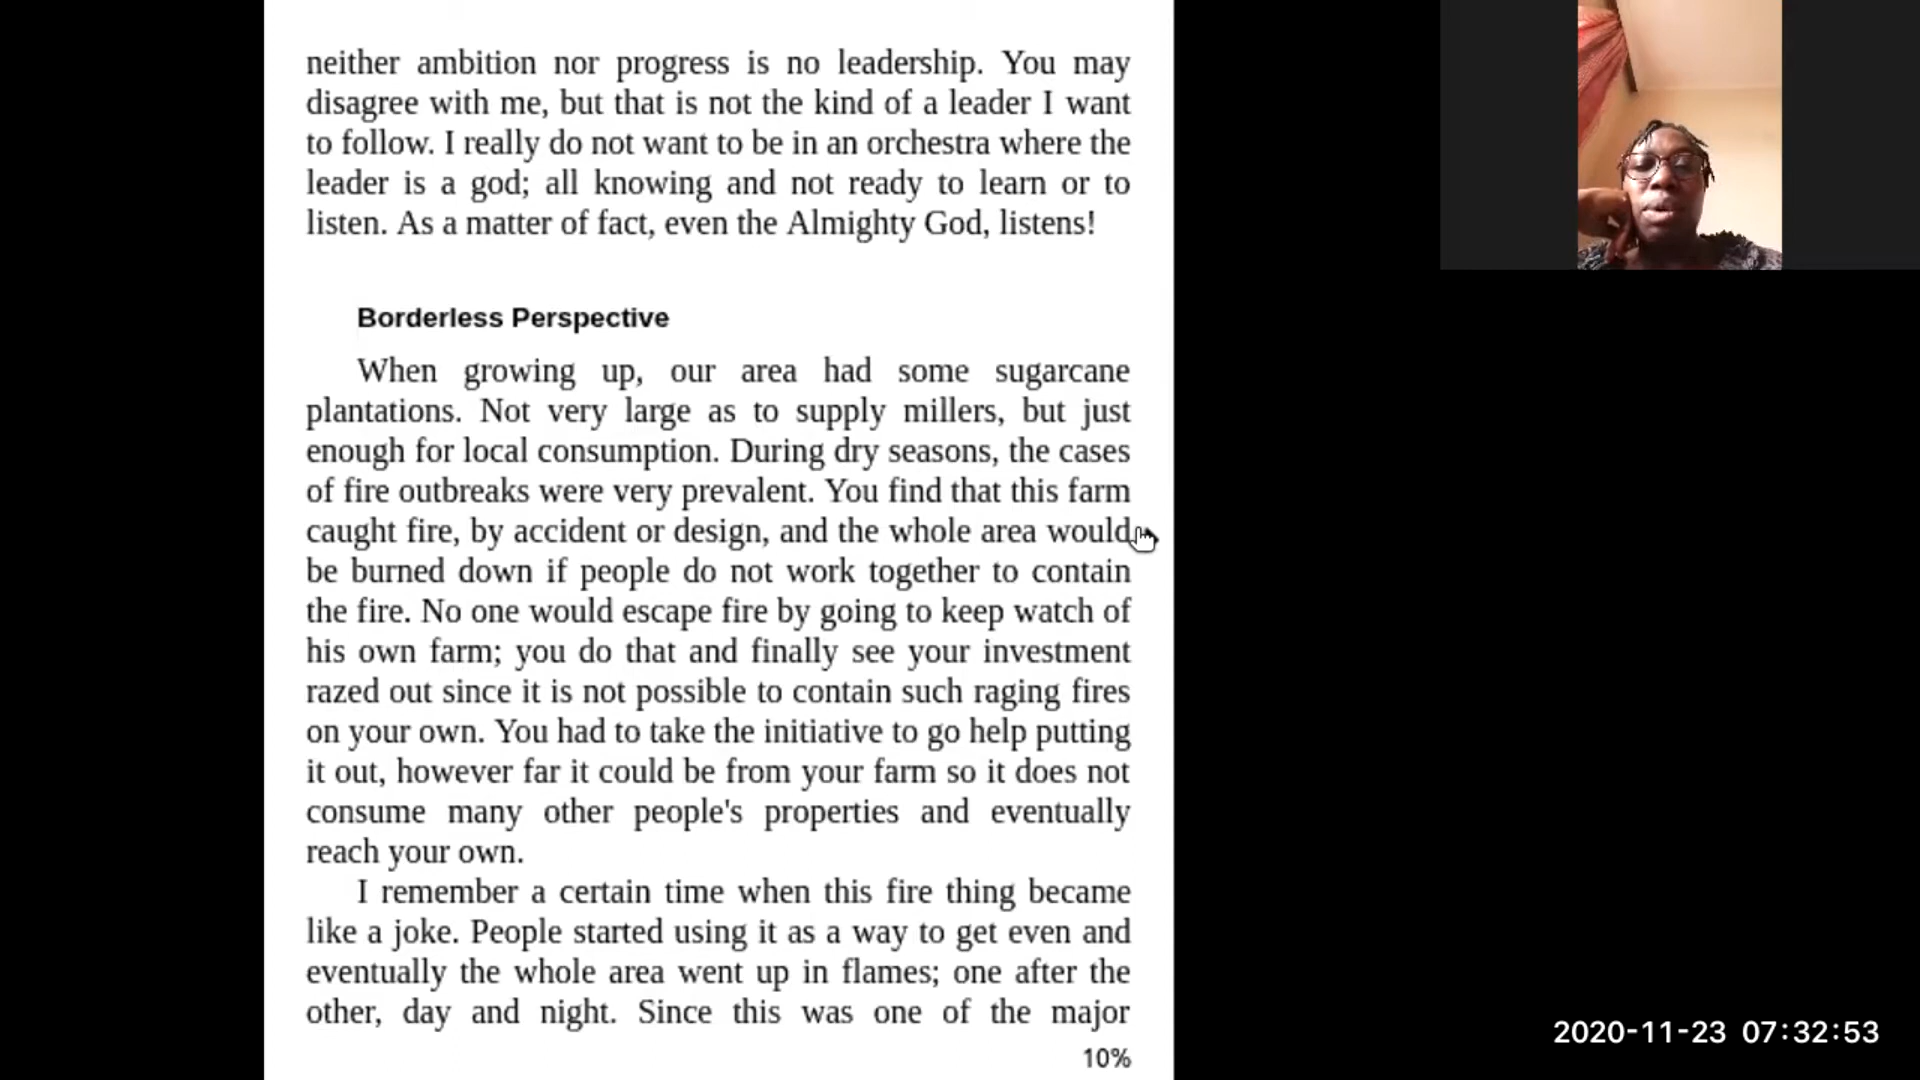 neither ambition nor progress is no leadership. You may
disagree with me, but that is not the kind of a leader I want
to follow. I really do not want to be in an orchestra where the
leader is a god; all knowing and not ready to learn or to
listen. As a matter of fact, even the Almighty God, listens!
Borderless Perspective
When growing up, our area had some sugarcane
plantations. Not very large as to supply millers, but just
enough for local consumption. During dry seasons, the cases
of fire outbreaks were very prevalent. You find that this farm
caught fire, by accident or design, and the whole area would
be burned down if people do not work together to contain
the fire. No one would escape fire by going to keep watch of
his own farm; you do that and finally see your investment
razed out since it is not possible to contain such raging fires
on your own. You had to take the initiative to go help putting
it out, however far it could be from your farm so it does not
consume many other people's properties and eventually
reach your own.
I remember a certain time when this fire thing became
like a joke. People started using it as a way to get even and
eventually the whole area went up in flames; one after the
other, day and night. Since this was one of the major
10%
2020-11-23 07:32:53